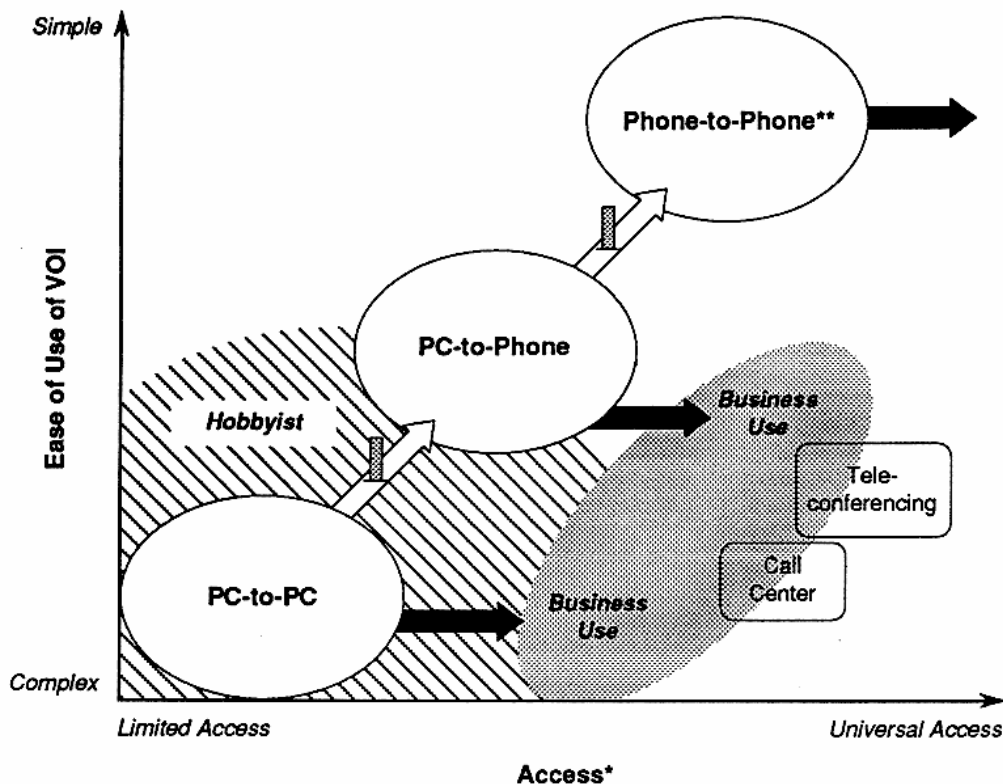 Simple
Phone-to-Phone**
Ease of Use of VOI
PC-to-Phone
Hobbyist
Business
Use
Tele-
conferencing
Call
Center
PC-to-PC
Business
Use
Complex
Limited Access
Universal Access
Access*